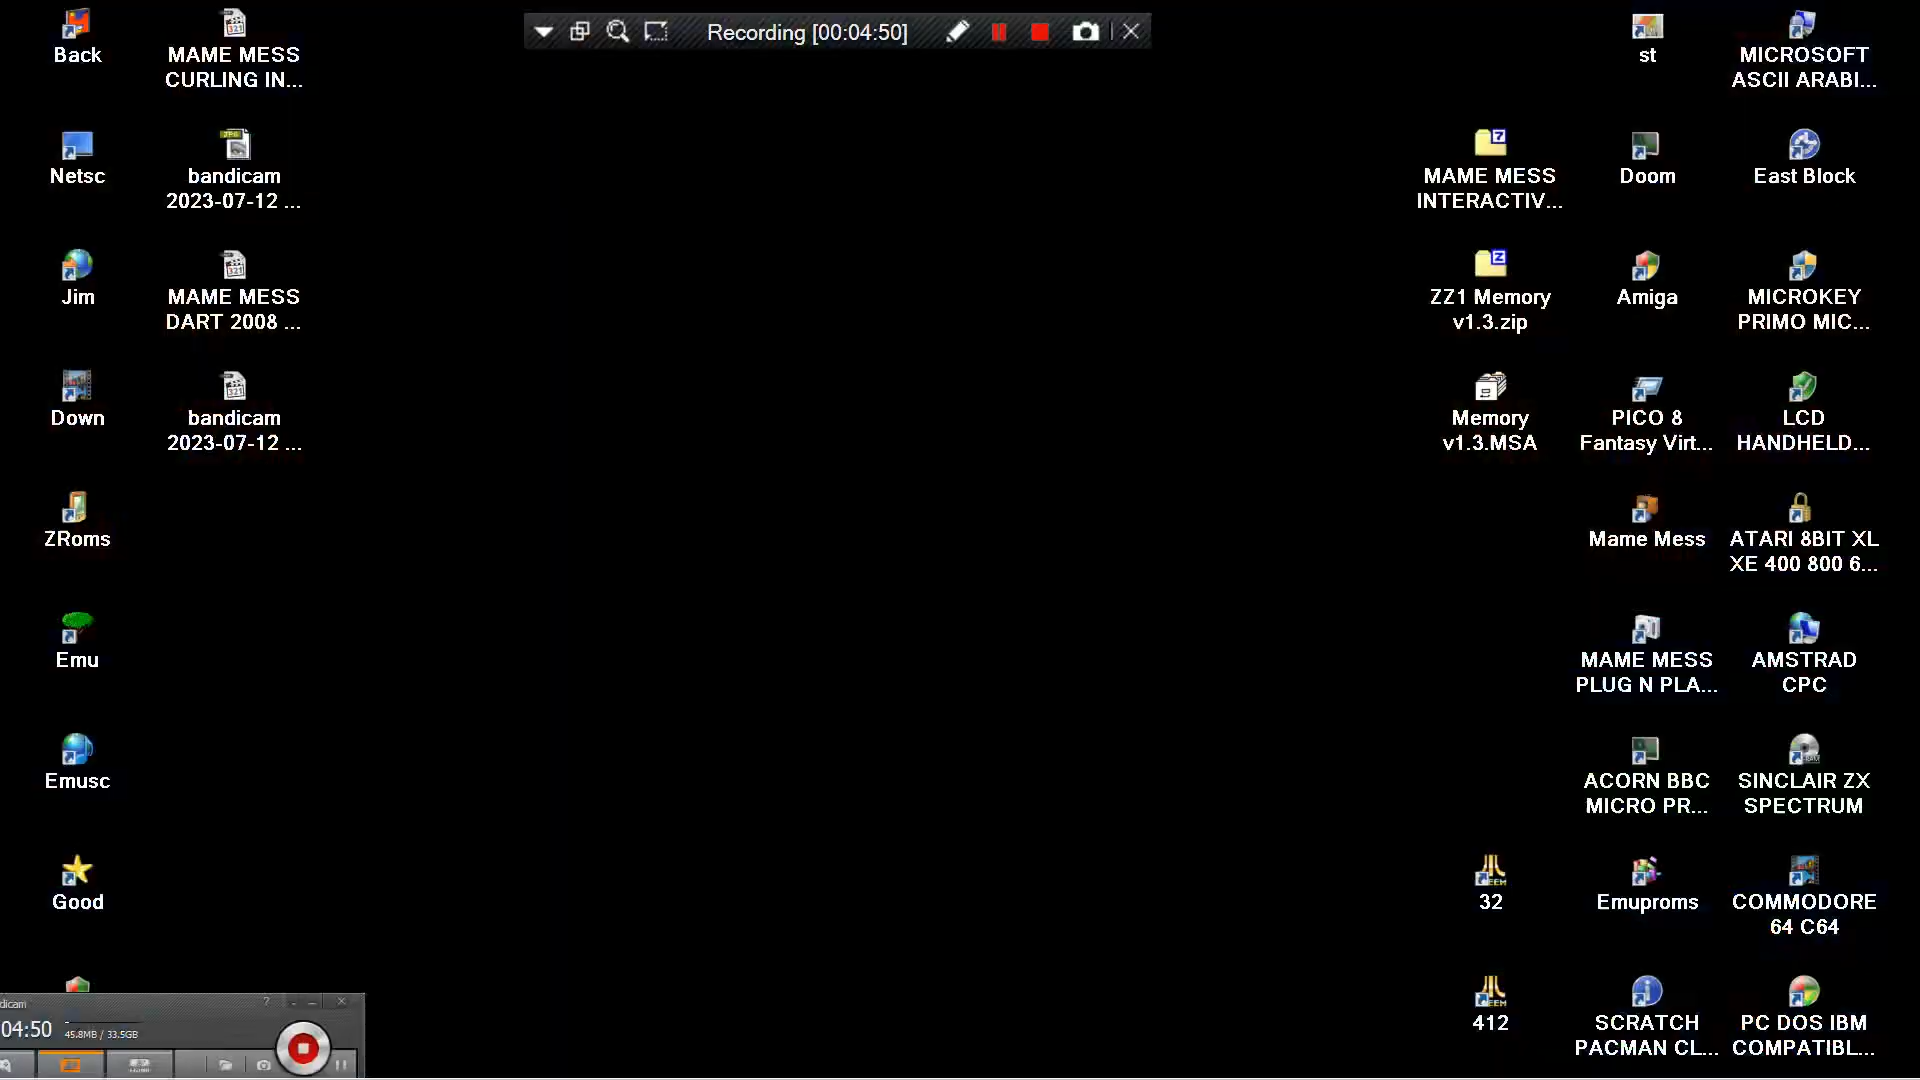 Recording [00:04:50]
Back
MAME MESS
CURLING IN...
st
MICROSOFT
ASCII ARABI...
Netsc
bandicam
2023-07-12 ...
MAME MESS
INTERACTIV...
Doom
East Block
Jim
MAME MESS
DART 2008 ...
ZZ1 Memory
v1.3.zip
Amiga
MICROKEY
PRIMO MIC...
Down
bandicam
2023-07-12 ...
Memory
v1.3.MSA
PICO 8
Fantasy Virt...
LCD
HANDHELD...
ZRoms
Mame Mess
ATARI 8BIT XL
XE 400 800 6...
Emu
MAME MESS
PLUG N PLA...
AMSTRAD
CPC
Emusc
ACORN BBC
MICRO PR...
SINCLAIR ZX
SPECTRUM
Good
32
Emuproms
COMMODORE
64 C64
412
SCRATCH
PACMAN CL...
PC DOS IBM
COMPATIBL...
dicam
04:50
45.8MB / 33.5GB